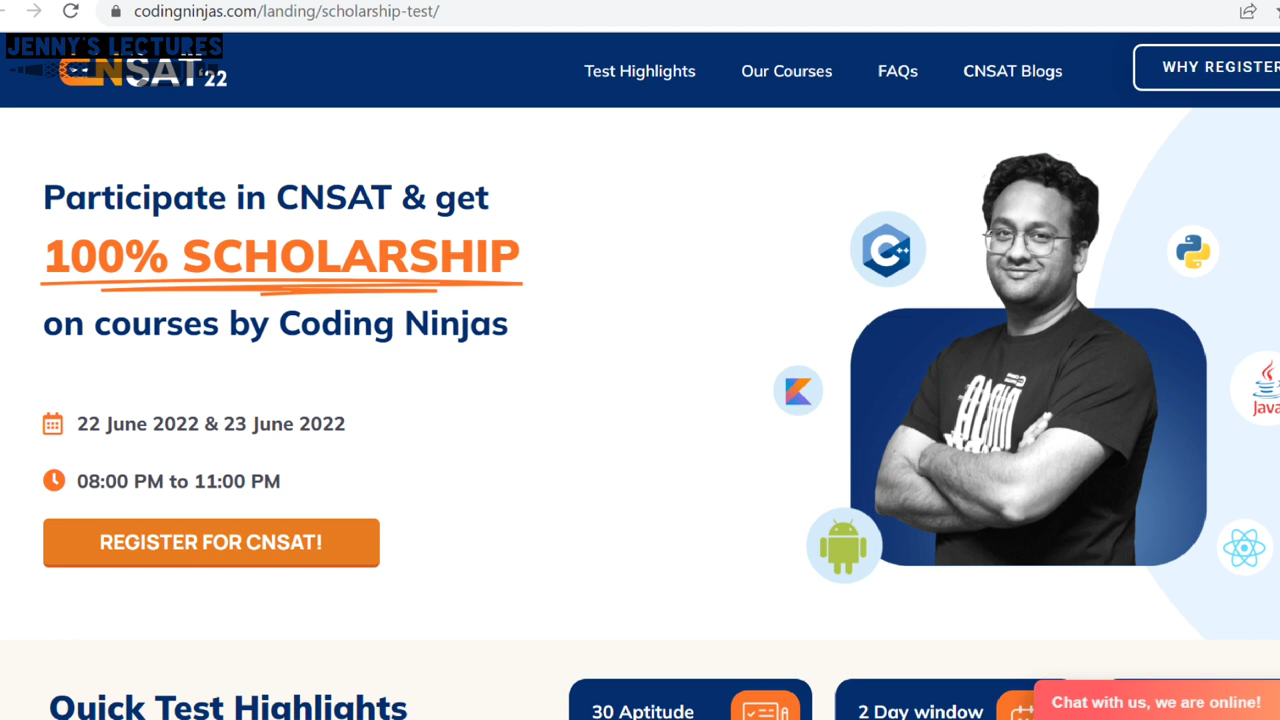 codingninjas.com/landing/scholarship-test/
JENNY'S LECTURES
CNSAT'22
Test Highlights
Our Courses
FAQs
CNSAT Blogs
WHY REGISTER
Participate in CNSAT & get
100% SCHOLARSHIP
on courses by Coding Ninjas
22 June 2022 & 23 June 2022
08:00 PM to 11:00 PM
REGISTER FOR CNSAT!
Java
Quick Test Highlights
30 Aptitude
2 Day window
Chat with us, we are online!